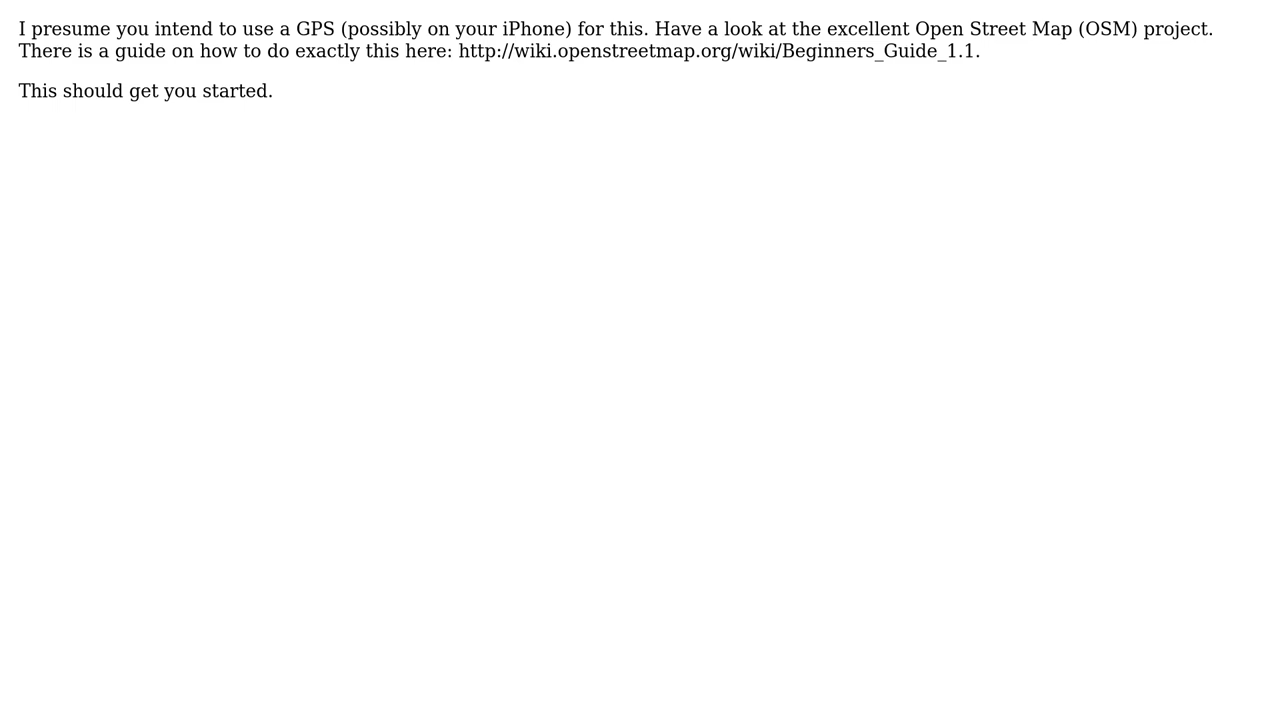 I presume you intend to use a GPS (possibly on your iPhone) for this. Have a look at the excellent Open Street Map (OSM) project.
There is a guide on how to do exactly this here: http://wiki.openstreetmap.org/wiki/Beginners_Guide_1.1.
This should get you started.